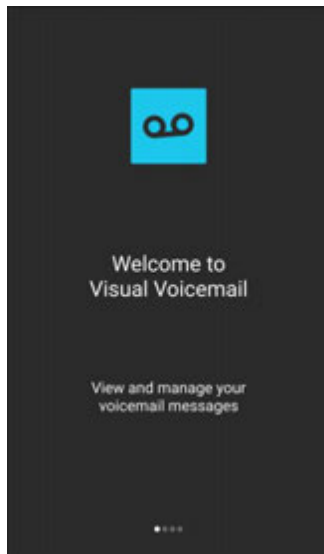 Welcome to
Visual Voicemail
View and manage your
voicemail messages